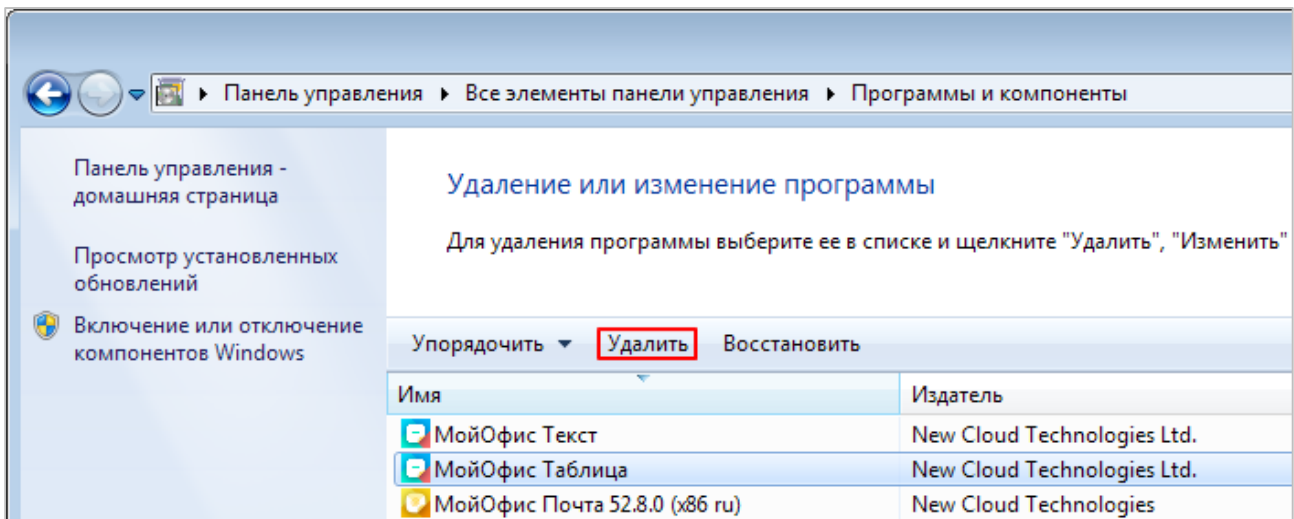 Панель управления ▸ Все элементы панели управления ▸ Программы и компоненты
Панель управления -
домашняя страница
Просмотр установленных
обновлений
Включение или отключение
компонентов Windows
Удаление или изменение программы
Для удаления программы выберите ее в списке и щелкните "Удалить", "Изменить"
Упорядочить Удалить Восстановить
Имя Издатель
МойОфис Текст New Cloud Technologies Ltd.
МойОфис Таблица New Cloud Technologies Ltd.
МойОфис Почта 52.8.0 (x86 ru) New Cloud Technologies